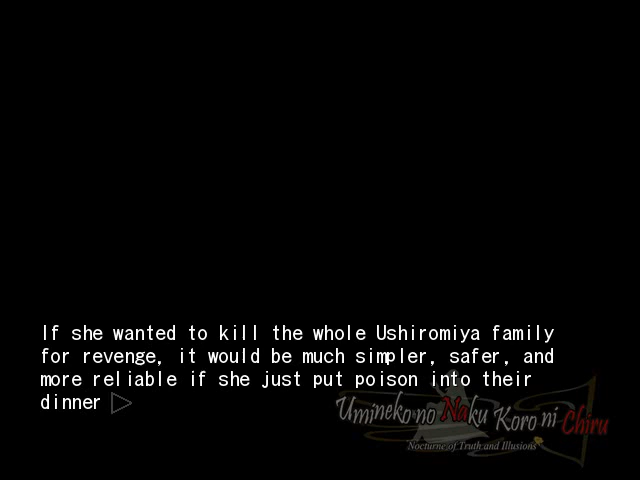 If she wanted to kill the whole Ushiromiya family
for revenge, it would be much simpler, safer, and
more reliable if she just put poison into their
dinner
Umineko no Naku Koro ni Chiru
Nocturne of Truth and Illusions